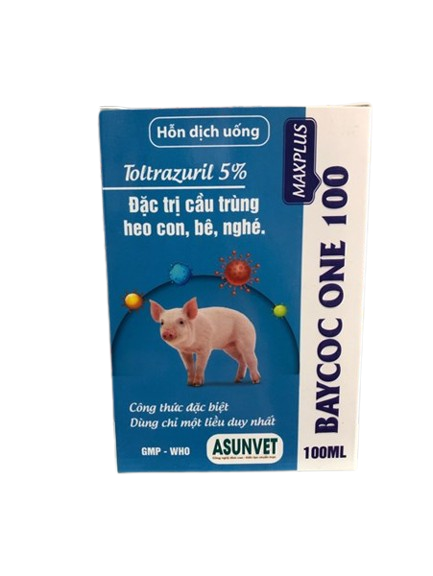 Hỗn dịch uống
Toltrazuril 5%
Đặc trị cầu trùng
heo con, bê, nghé.
Công thức đặc biệt
Dùng chỉ một liều duy nhất
GMP - WHO
ASUNVET
MAXPLUS
BAYCOC ONE 100
100ML